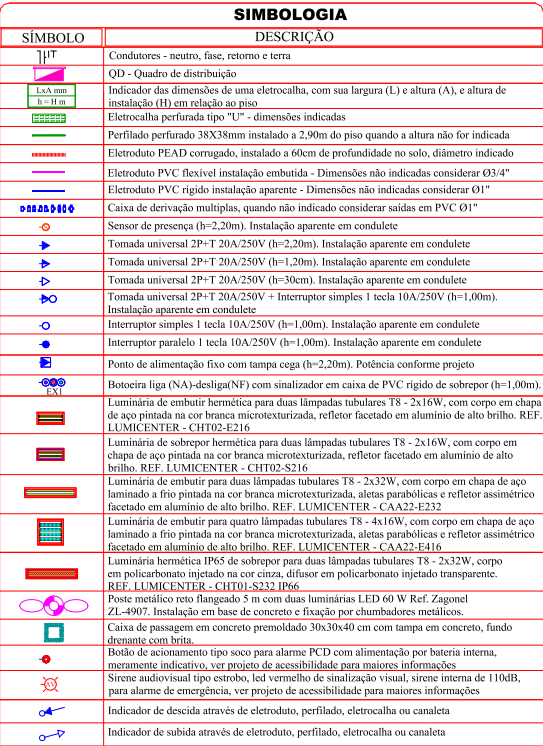 SIMBOLOGIA
SÍMBOLO
DESCRIÇÃO
Condutores - neutro, fase, retorno e terra
QD - Quadro de distribuição
LxA mm
h = H m
Indicador das dimensões de uma eletrocalha, com sua largura (L) e altura (A), e altura de
instalação (H) em relação ao piso
Eletrocalha perfurada tipo "U" - dimensões indicadas
Perfilado perfurado 38X38mm instalado a 2,90m do piso quando a altura não for indicada
Eletroduto PEAD corrugado, instalado a 60cm de profundidade no solo, diâmetro indicado
Eletroduto PVC flexível instalação embutida - Dimensões não indicadas considerar Ø3/4"
Eletroduto PVC rígido instalação aparente - Dimensões não indicadas considerar Ø1"
Caixa de derivação multiplas, quando não indicado considerar saídas em PVC Ø1"
Sensor de presença (h=2,20m). Instalação aparente em condulete
Tomada universal 2P+T 20A/250V (h=2,20m). Instalação aparente em condulete
Tomada universal 2P+T 20A/250V (h=1,20m). Instalação aparente em condulete
Tomada universal 2P+T 20A/250V (h=30cm). Instalação aparente em condulete
Tomada universal 2P+T 20A/250V + Interruptor simples 1 tecla 10A/250V (h=1,00m).
Instalação aparente em condulete
Interruptor simples 1 tecla 10A/250V (h=1,00m). Instalação aparente em condulete
Interruptor paralelo 1 tecla 10A/250V (h=1,00m). Instalação aparente em condulete
Ponto de alimentação fixo com tampa cega (h=2,20m). Potência conforme projeto
EX1
Botoeira liga (NA)-desliga(NF) com sinalizador em caixa de PVC rígido de sobrepor (h=1,00m).
Luminária de embutir hermética para duas lâmpadas tubulares T8 - 2x16W, com corpo em chapa
de aço pintada na cor branca microtexturizada, refletor facetado em alumínio de alto brilho. REF.
LUMICENTER - CHT02-E216
Luminária de sobrepor hermética para duas lâmpadas tubulares T8 - 2x16W, com corpo em
chapa de aço pintada na cor branca microtexturizada, refletor facetado em alumínio de alto
brilho. REF. LUMICENTER - CHT02-S216
Luminária de embutir para duas lâmpadas tubulares T8 - 2x32W, com corpo em chapa de aço
laminado a frio pintada na cor branca microtexturizada, aletas parabólicas e refletor assimétrico
facetado em alumínio de alto brilho. REF. LUMICENTER - CAA22-E232
Luminária de embutir para quatro lâmpadas tubulares T8 - 4x16W, com corpo em chapa de aço
laminado a frio pintada na cor branca microtexturizada, aletas parabólicas e refletor assimétrico
facetado em alumínio de alto brilho. REF. LUMICENTER - CAA22-E416
Luminária hermética IP65 de sobrepor para duas lâmpadas tubulares T8 - 2x32W, corpo
em policarbonato injetado na cor cinza, difusor em policarbonato injetado transparente.
REF. LUMICENTER - CHT01-S232 IP66
Poste metálico reto flangeado 5 m com duas luminárias LED 60 W Ref. Zagonel
ZL-4907. Instalação em base de concreto e fixação por chumbadores metálicos.
Caixa de passagem em concreto premoldado 30x30x40 cm com tampa em concreto, fundo
drenante com brita.
Botão de acionamento tipo soco para alarme PCD com alimentação por bateria interna,
meramente indicativo, ver projeto de acessibilidade para maiores informações
AV
Sirene audiovisual tipo estrobo, led vermelho de sinalização visual, sirene interna de 110dB,
para alarme de emergência, ver projeto de acessibilidade para maiores informações
Indicador de descida através de eletroduto, perfilado, eletrocalha ou canaleta
Indicador de subida através de eletroduto, perfilado, eletrocalha ou canaleta